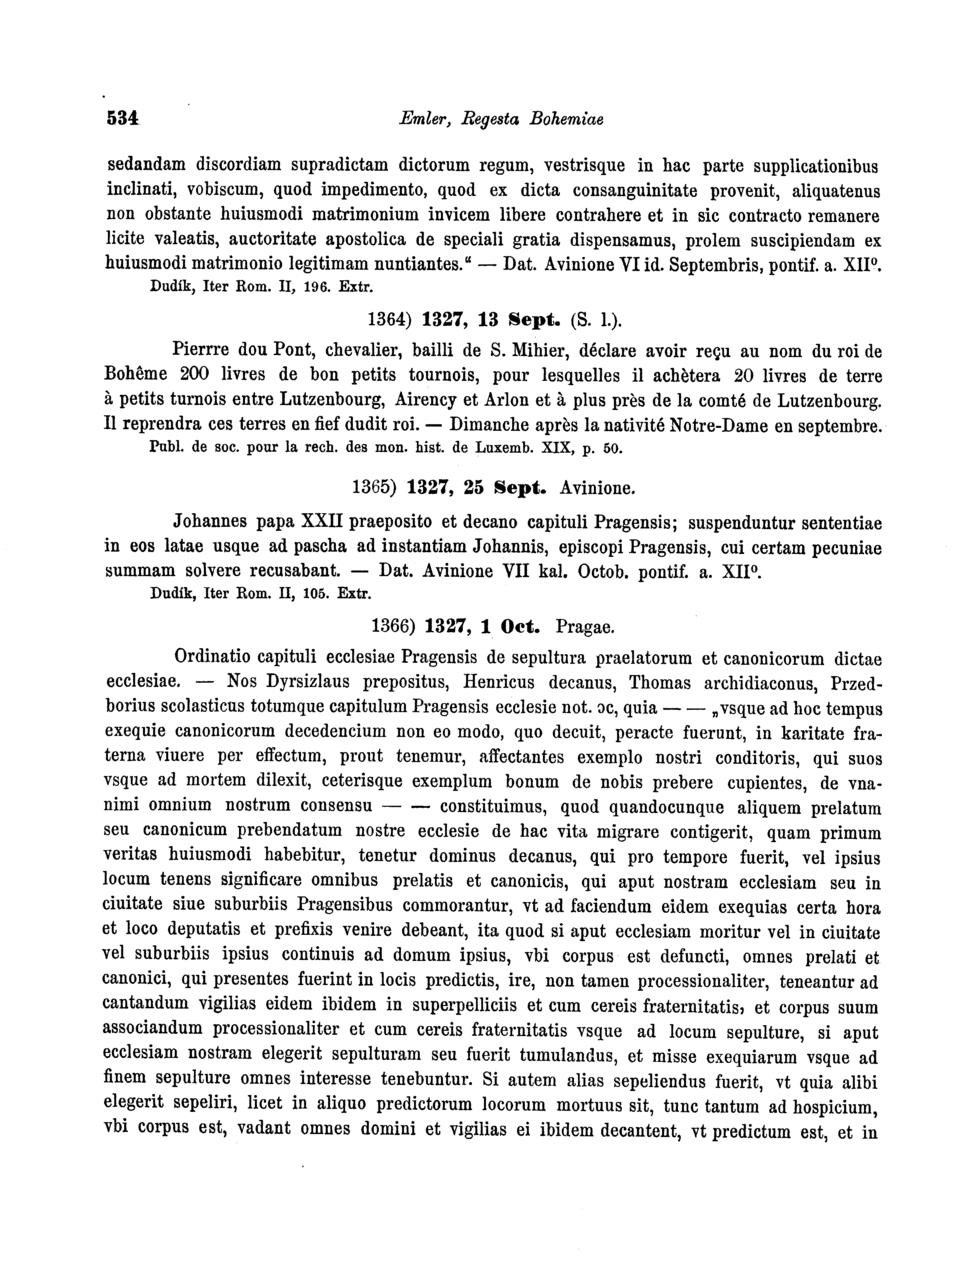 534 Emler, Regesta Bohemiae
sedandam discordiam supradictam dictorum regum, vestrisque in hac parte supplicationibus
inclinati, vobiscum, quod impedimento, quod ex dicta consanguinitate provenit, aliquatenus
non obstante huiusmodi matrimonium invicem libere contrahere et in sic contracto remanere
licite valeatis, auctoritate apostolica de speciali gratia dispensamus, prolem suscipiendam ex
huiusmodi matrimonio legitimam nuntiantes.“ — Dat. Avinione VI id. Septembris, pontif. a. XIIº.
Dudík, Iter Rom. II, 196. Extr.
1364) 1327, 13 Sept. (S. l.).
Pierrre dou Pont, chevalier, bailli de S. Mihier, déclare avoir reçu au nom du roi de
Bohême 200 livres de bon petits tournois, pour lesquelles il achètera 20 livres de terre
à petits turnois entre Lutzenbourg, Airency et Arlon et à plus près de la comté de Lutzenbourg.
Il reprendra ces terres en fief dudit roi. — Dimanche après la nativité Notre-Dame en septembre.
Publ. de soc. pour la rech. des mon. hist. de Luxemb. XIX, p. 50.
1365) 1327, 25 Sept. Avinione.
Johannes papa XXII praeposito et decano capituli Pragensis; suspenduntur sententiae
in eos latae usque ad pascha ad instantiam Johannis, episcopi Pragensis, cui certam pecuniae
summam solvere recusabant. — Dat. Avinione VII kal. Octob. pontif. a. XIIº.
Dudík, Iter Rom. II, 105. Extr.
1366) 1327, 1 Oct. Pragae.
Ordinatio capituli ecclesiae Pragensis de sepultura praelatorum et canonicorum dictae
ecclesiae. — Nos Dyrsizlaus prepositus, Henricus decanus, Thomas archidiaconus, Przed-
borius scolasticus totumque capitulum Pragensis ecclesie not. ɔc, quia — — „vsque ad hoc tempus
exequie canonicorum decedencium non eo modo, quo decuit, peracte fuerunt, in karitate fra-
terna viuere per effectum, prout tenemur, affectantes exemplo nostri conditoris, qui suos
vsque ad mortem dilexit, ceterisque exemplum bonum de nobis prebere cupientes, de vna-
nimi omnium nostrum consensu — — constituimus, quod quandocunque aliquem prelatum
seu canonicum prebendatum nostre ecclesie de hac vita migrare contigerit, quam primum
veritas huiusmodi habebitur, tenetur dominus decanus, qui pro tempore fuerit, vel ipsius
locum tenens significare omnibus prelatis et canonicis, qui aput nostram ecclesiam seu in
ciuitate siue suburbiis Pragensibus commorantur, vt ad faciendum eidem exequias certa hora
et loco deputatis et prefixis venire debeant, ita quod si aput ecclesiam moritur vel in ciuitate
vel suburbiis ipsius continuis ad domum ipsius, vbi corpus est defuncti, omnes prelati et
canonici, qui presentes fuerint in locis predictis, ire, non tamen processionaliter, teneantur ad
cantandum vigilias eidem ibidem in superpelliciis et cum cereis fraternitatis, et corpus suum
associandum processionaliter et cum cereis fraternitatis vsque ad locum sepulture, si aput
ecclesiam nostram elegerit sepulturam seu fuerit tumulandus, et misse exequiarum vsque ad
finem sepulture omnes interesse tenebuntur. Si autem alias sepeliendus fuerit, vt quia alibi
elegerit sepeliri, licet in aliquo predictorum locorum mortuus sit, tunc tantum ad hospicium,
vbi corpus est, vadant omnes domini et vigilias ei ibidem decantent, vt predictum est, et in